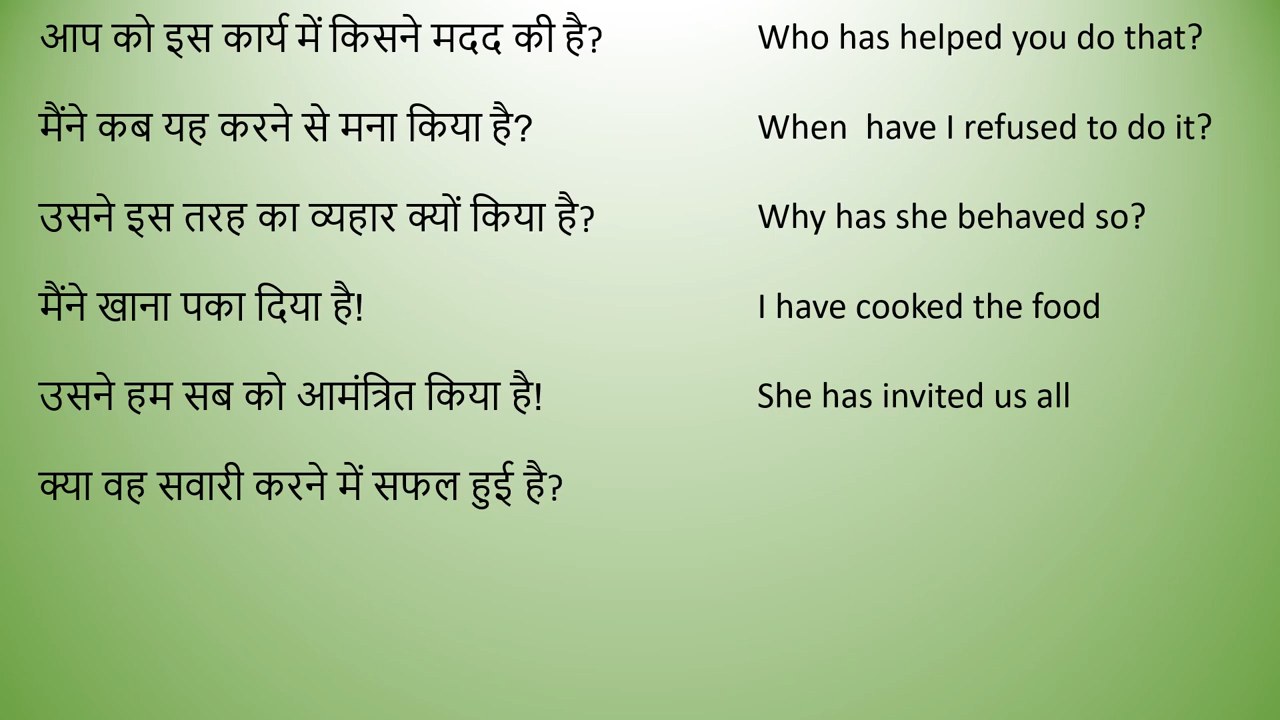 आप को इस कार्य में किसने मदद की है? Who has helped you do that?
मैंने कब यह करने से मना किया है? When have I refused to do it?
उसने इस तरह का व्यहार क्यों किया है? Why has she behaved so?
मैंने खाना पका दिया है! I have cooked the food
उसने हम सब को आमंत्रित किया है! She has invited us all
क्या वह सवारी करने में सफल हुई है?